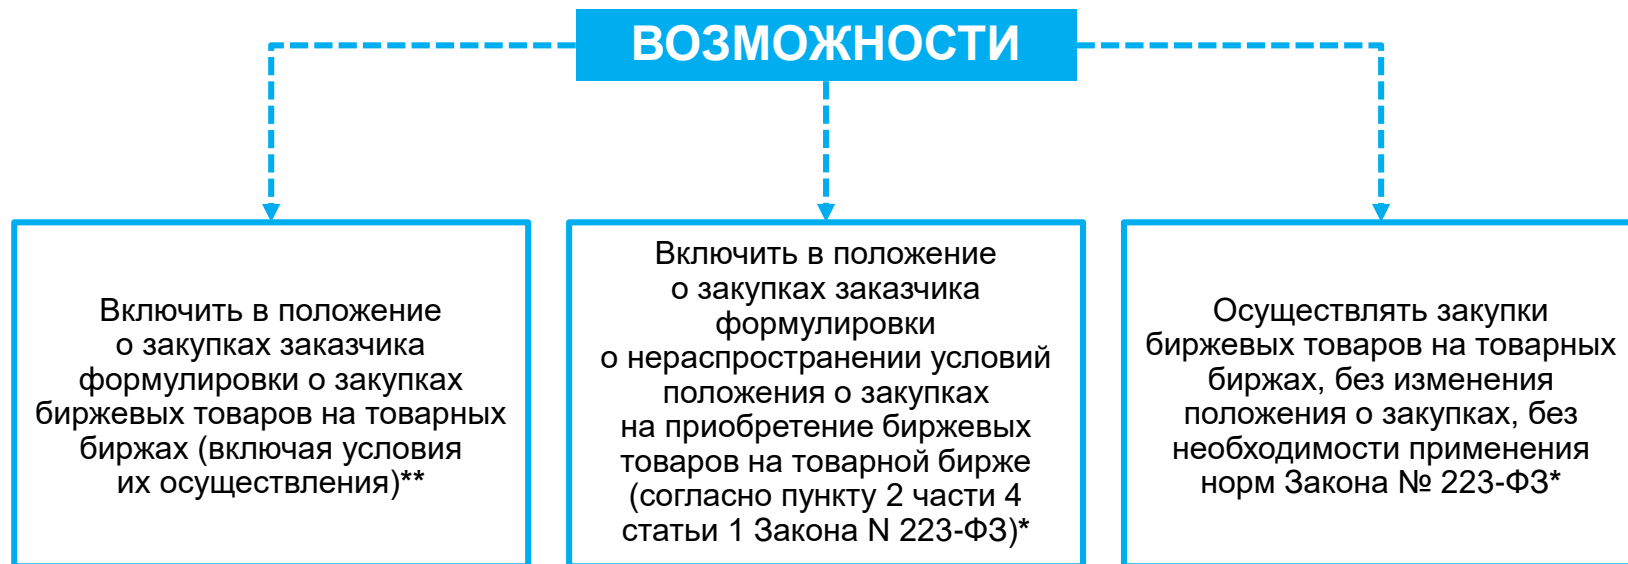 ВОЗМОЖНОСТИ
Включить в положение
о закупках заказчика
формулировки о закупках
биржевых товаров на товарных
биржах (включая условия
их осуществления)**
Включить в положение
о закупках заказчика
формулировки
о нераспространении условий
положения о закупках
на приобретение биржевых
товаров на товарной бирже
(согласно пункту 2 части 4
статьи 1 Закона N 223-ФЗ)*
Осуществлять закупки
биржевых товаров на товарных
биржах, без изменения
положения о закупках, без
необходимости применения
норм Закона № 223-ФЗ*